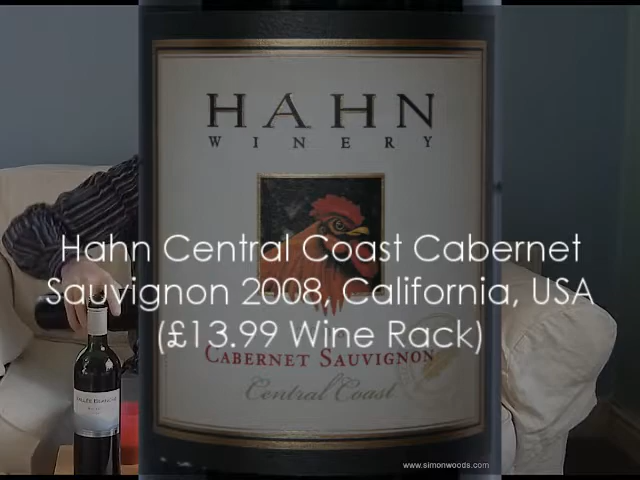 HAHN
WINERY
Hahn Central Coast Cabernet
Sauvignon 2008, California, USA
(£13.99 Wine Rack)
CABERNET SAUVIGNON
Central Coast
www.simonwoods.com